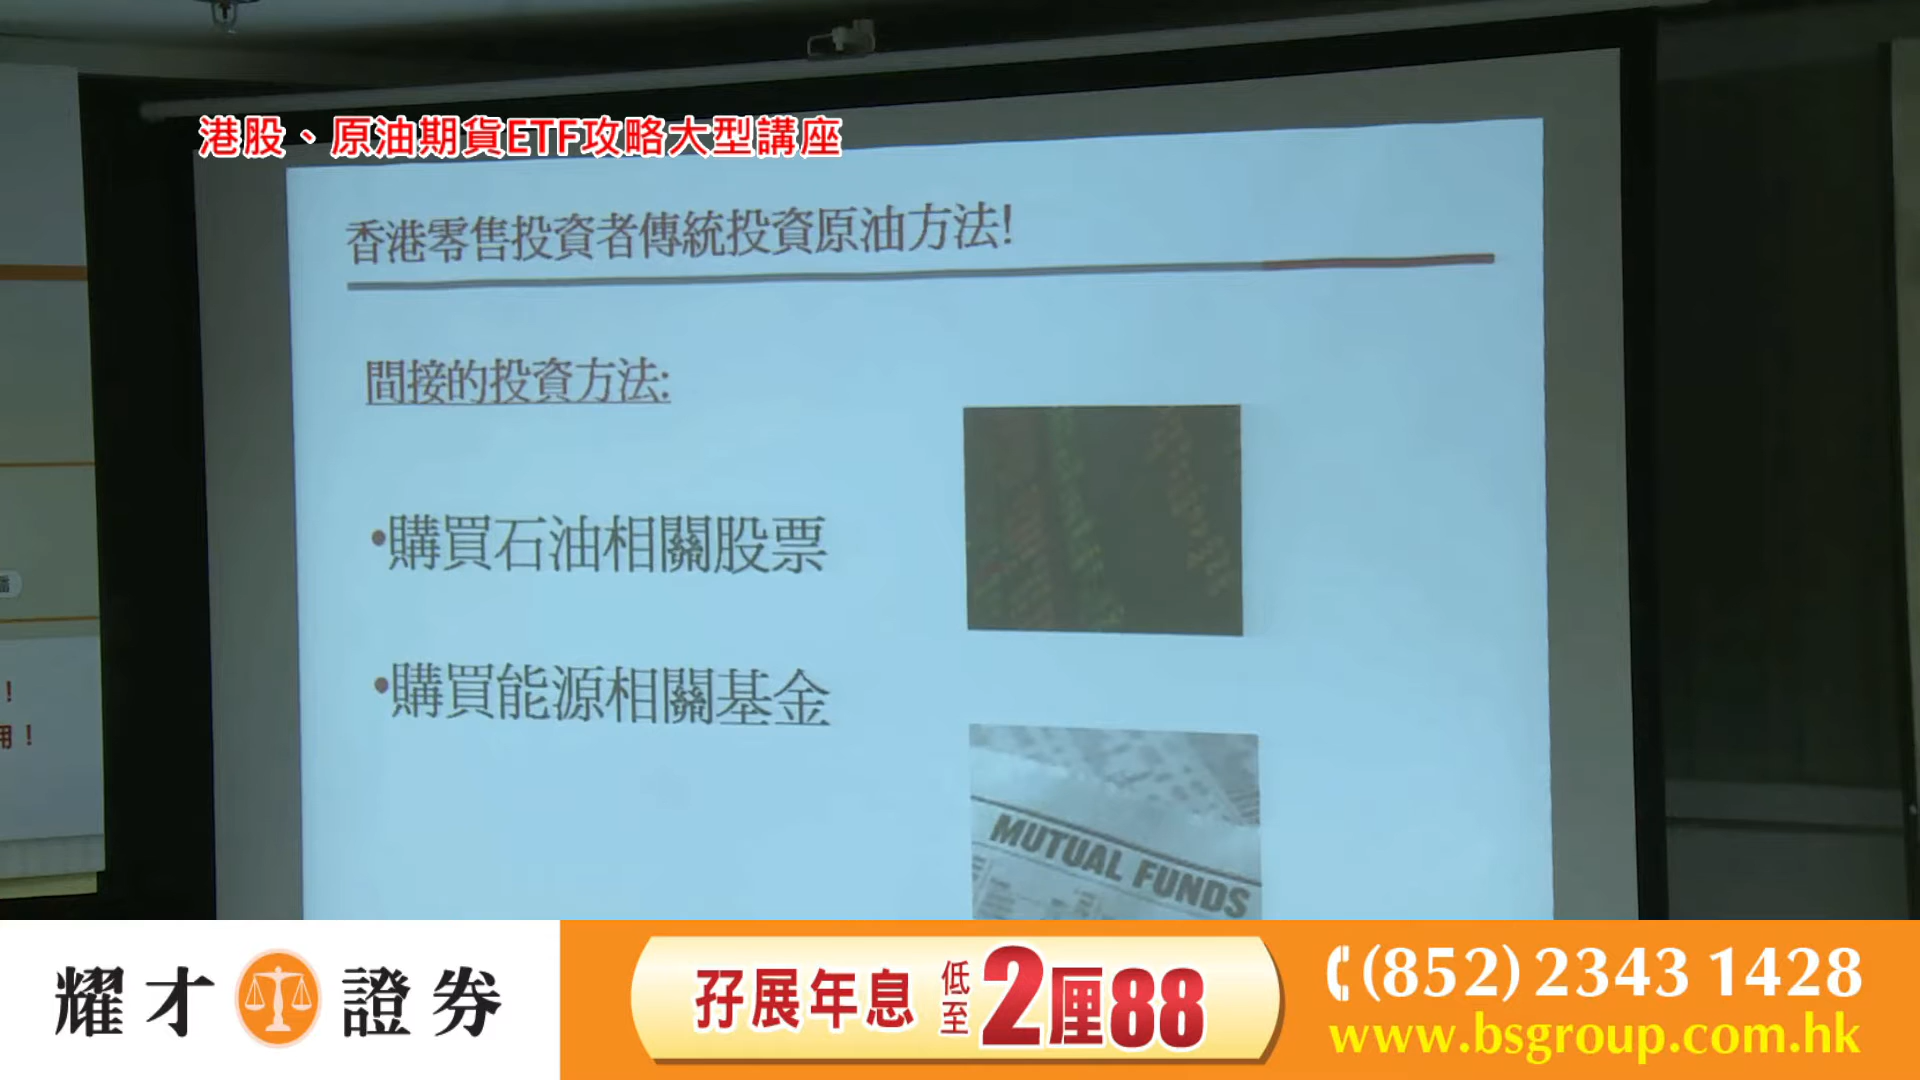 港股、原油期貨ETF攻略大型講座
香港零售投資者傳統投資原油方法!
間接的投資方法:
•購買石油相關股票
•購買能源相關基金
MUTUAL FUNDS
！
用！
耀才證券
孖展年息低至2厘88
(852) 2343 1428
www.bsgroup.com.hk